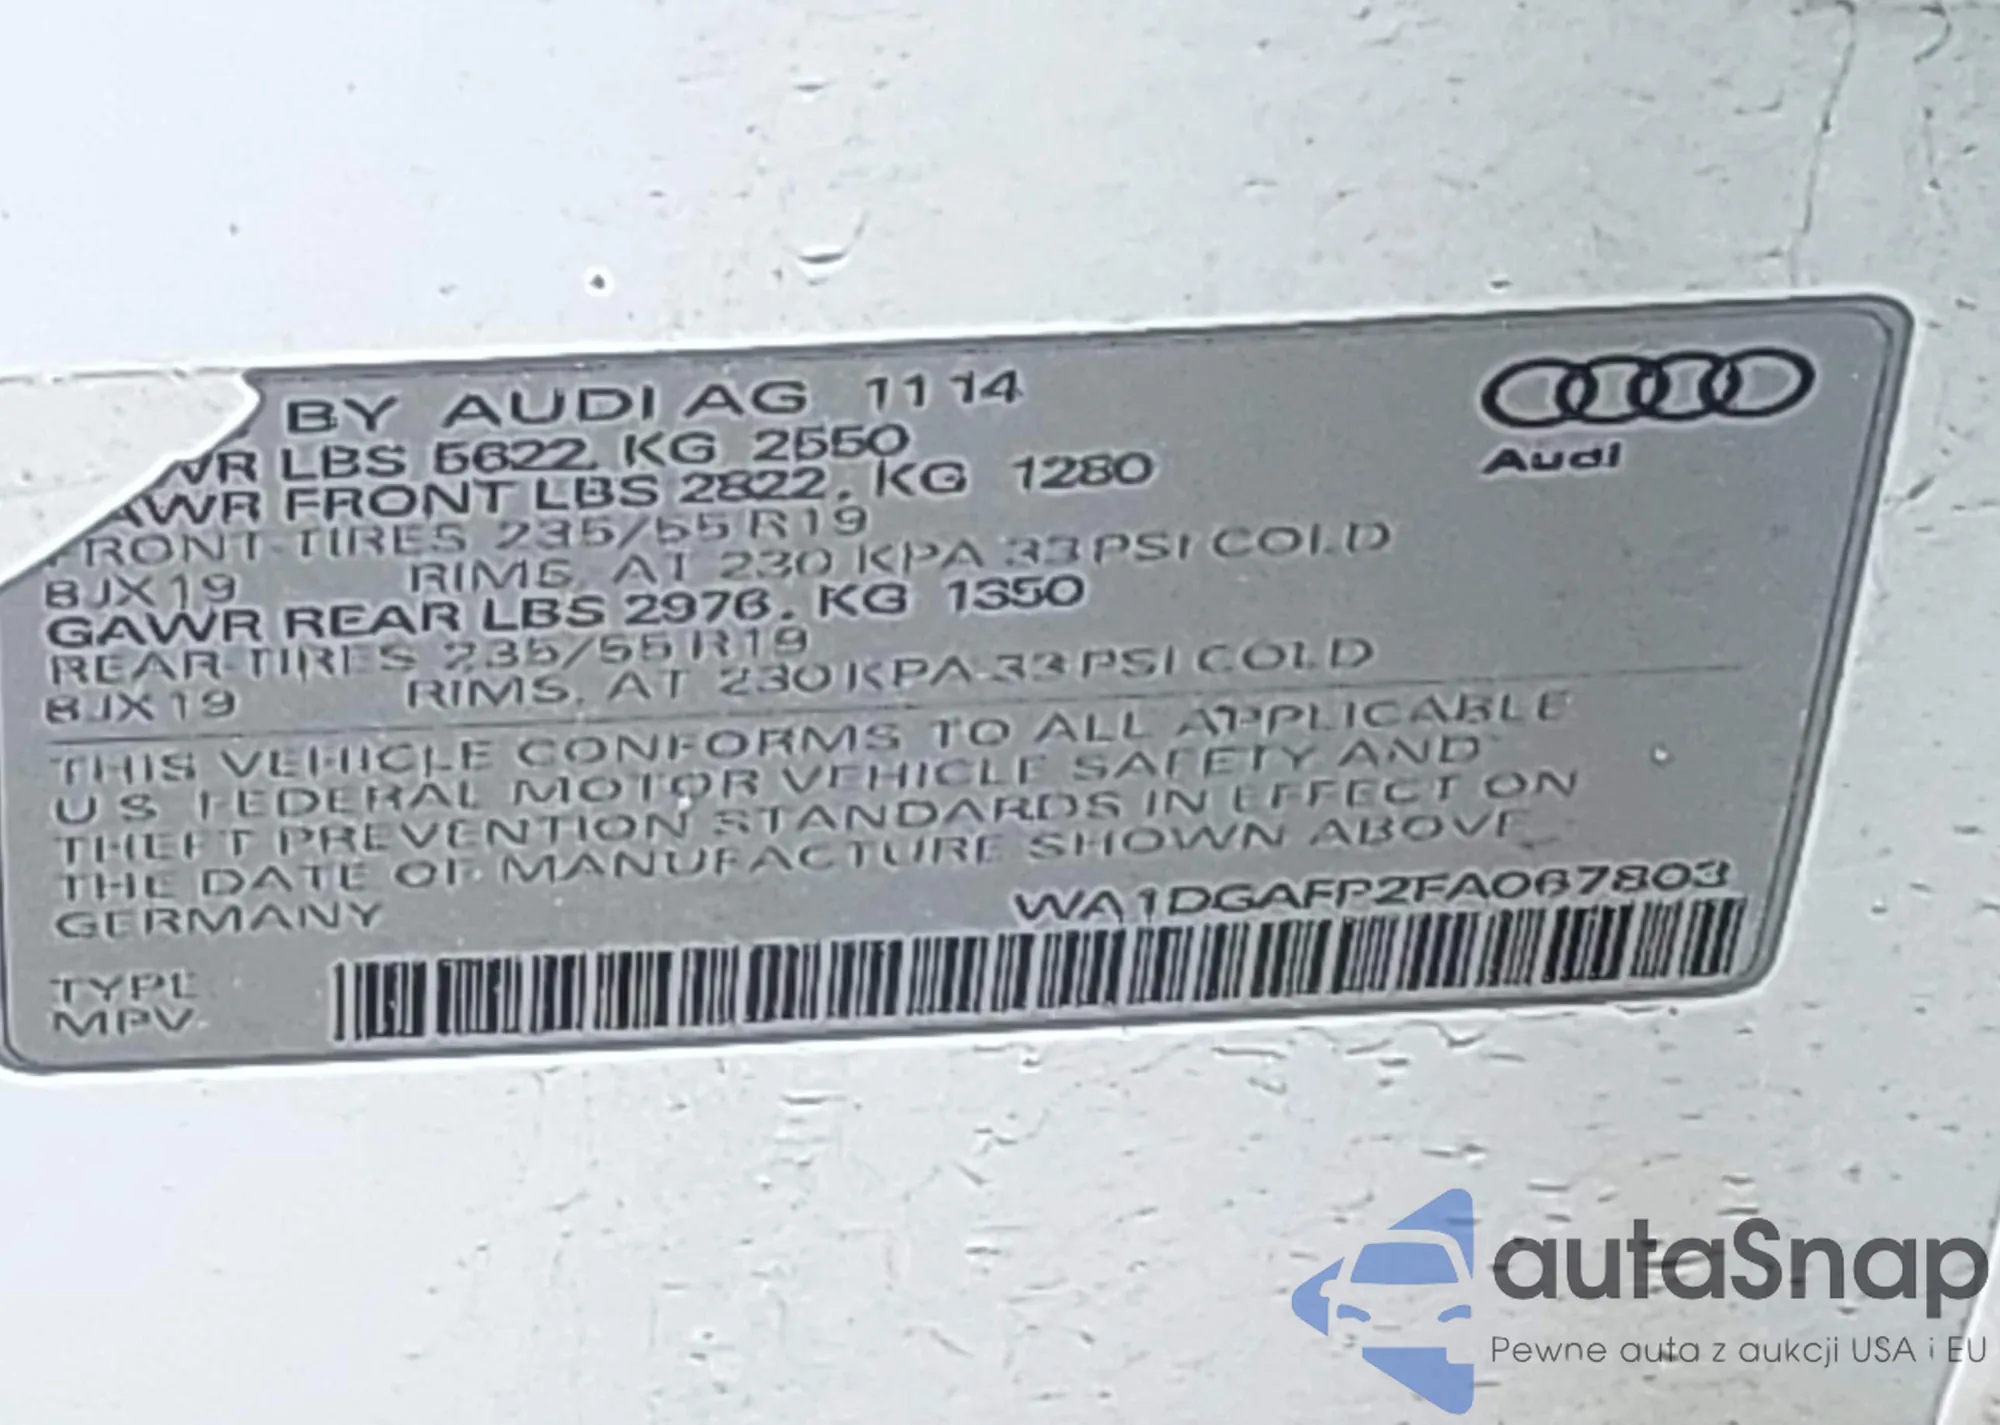 BY AUDI AG 11 14
WR LBS 5622, KG 2550
AWR FRONT LBS 2822, KG 1280
FRONT-TIRES 235/55 R19
8JX19 RIMS, AT 230 KPA-33 PSI COLD
GAWR REAR LBS 2976, KG 1350
REAR-TIRES 235/55 R19
8JX19 RIMS, AT 230 KPA-33 PSI COLD
THIS VEHICLE CONFORMS TO ALL APPLICABLE
U S FEDERAL MOTOR VEHICLE SAFETY AND
THEFT PREVENTION STANDARDS IN EFFECT ON
THE DATE OF MANUFACTURE SHOWN ABOVE
GERMANY
WA1DGAFP2FA067803
TYPE
MPV
Audi
autaSnap
Pewne auta z aukcji USA i EU